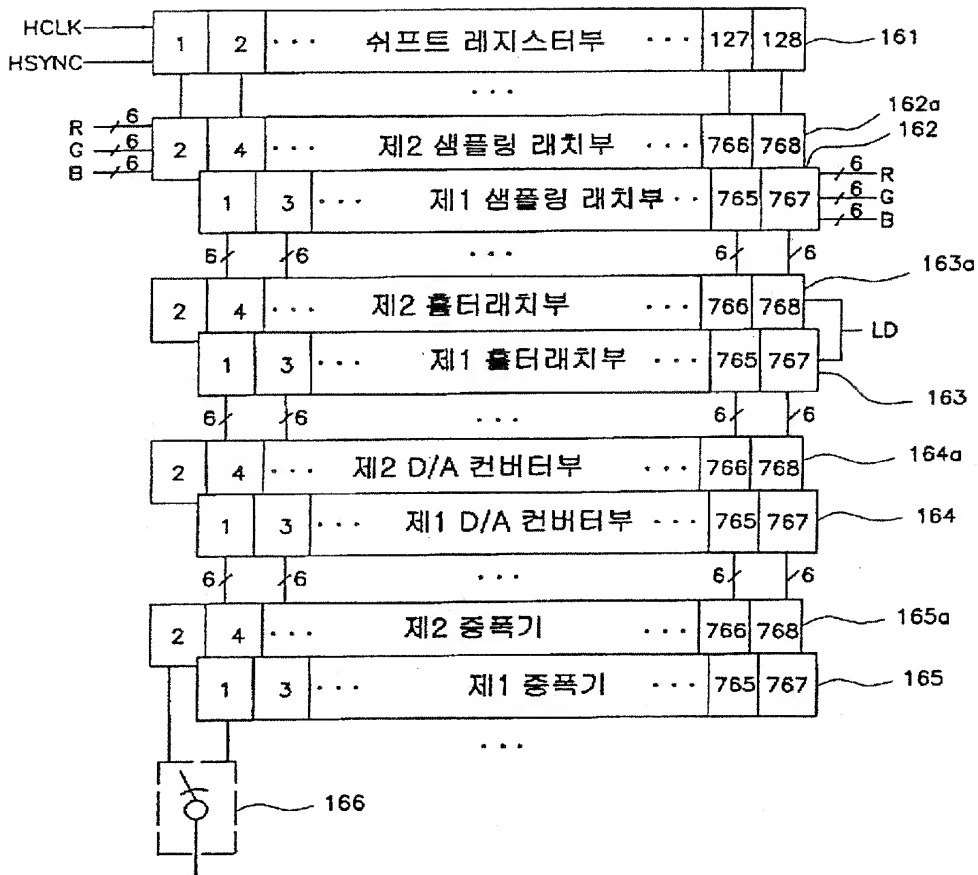 HCLK
HSYNC
1 2 ··· 쉬프트 레지스터부 ··· 127 128
161
···
162a
R 6
G 6
B 6
2 4 ··· 제2 샘플링 래치부 766 768
162
1 3 ··· 제1 샘플링 래치부 ·· 765 767
6 R
6 G
6 B
6 6 ··· 6 6
163a
2 4 ··· 제2 홀터래치부 ··· 766 768
LD
1 3 ··· 제1 홀터래치부 ··· 765 767
163
6 6 ··· 6 6
2 4 ··· 제2 D/A 컨버터부 ··· 766 768
164a
1 3 ··· 제1 D/A 컨버터부 ··· 765 767
164
6 6 ··· 6 6
2 4 ··· 제2 증폭기 ··· 766 768
165a
1 3 ··· 제1 증폭기 ··· 765 767
165
···
166